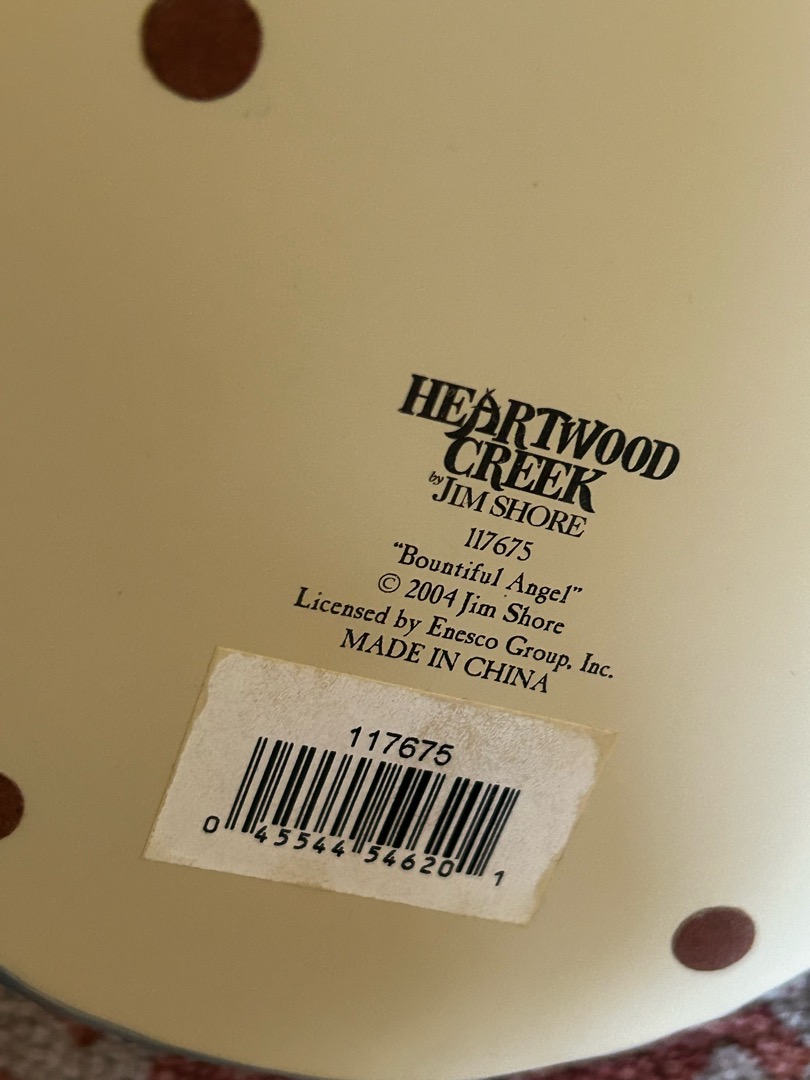 HEARTWOOD
CREEK
by JIM SHORE
117675
"Bountiful Angel"
© 2004 Jim Shore
Licensed by Enesco Group, Inc.
MADE IN CHINA
117675
0 45544 54620 1